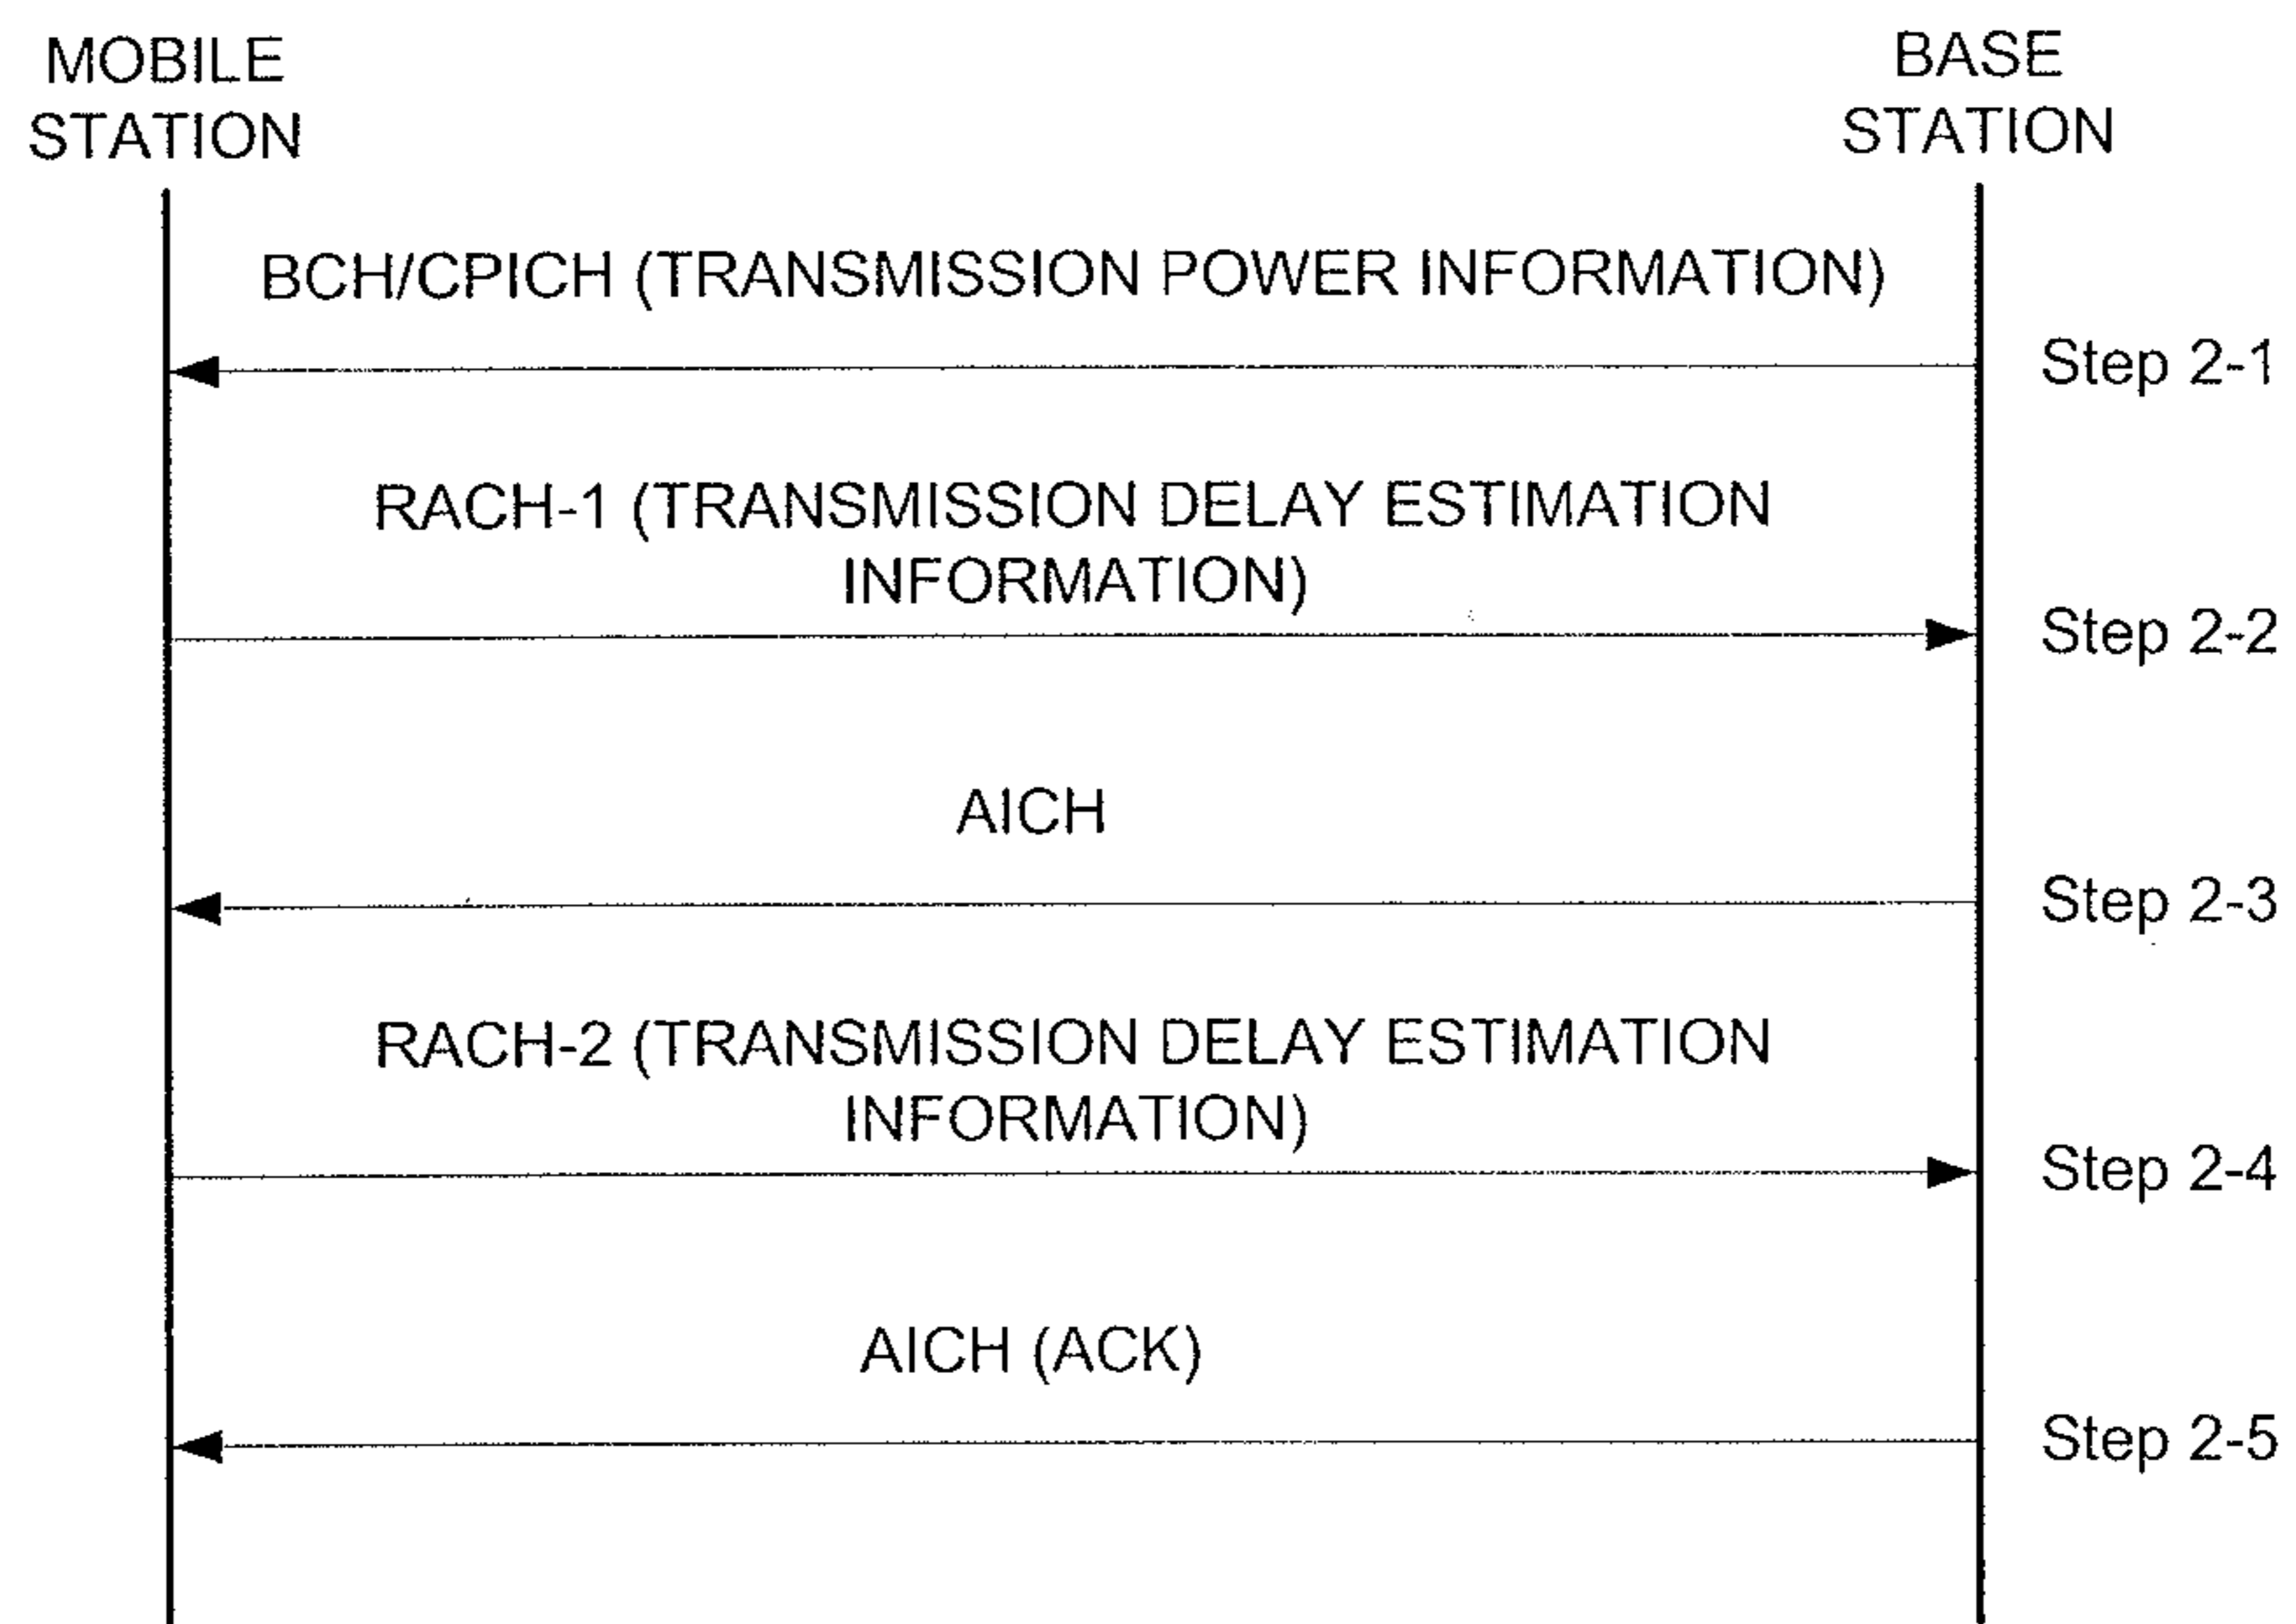 MOBILE
STATION
BASE
STATION
BCH/CPICH (TRANSMISSION POWER INFORMATION)
Step 2-1
RACH-1 (TRANSMISSION DELAY ESTIMATION
INFORMATION)
Step 2-2
AICH
Step 2-3
RACH-2 (TRANSMISSION DELAY ESTIMATION
INFORMATION)
Step 2-4
AICH (ACK)
Step 2-5